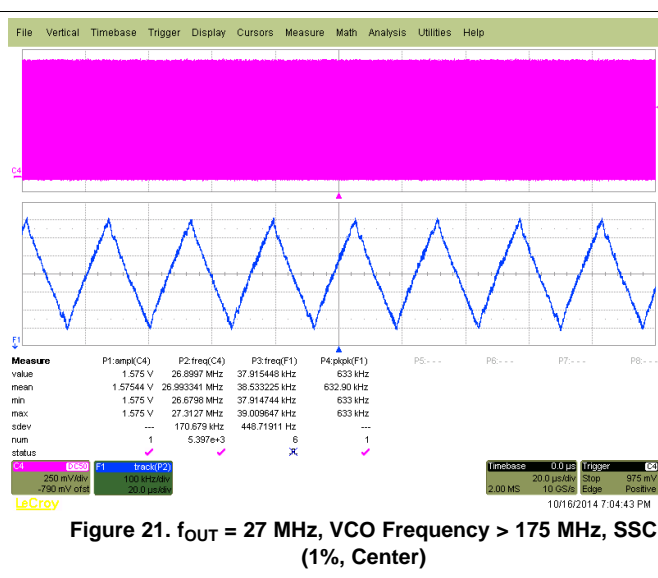 File Vertical Timebase Trigger Display Cursors Measure Math Analysis Utilities Help
C4
F1
Measure P1:ampl(C4) P2:freq(C4) P3:freq(F1) P4:pkpk(F1) P5:--- P6:--- P7:--- P8:---
value 1.575 V 26.8997 MHz 37.915448 kHz 633 kHz
mean 1.57544 V 26.993341 MHz 38.533225 kHz 632.90 kHz
min 1.575 V 26.6798 MHz 37.914744 kHz 633 kHz
max 1.575 V 27.3127 MHz 39.009647 kHz 633 kHz
sdev --- 170.679 kHz 448.71911 Hz ---
num 1 5.397e+3 6 1
status
C4 DC50 F1 track(P2) Timebase 0.0 µs Trigger C4
250 mV/div 100 kHz/div 20.0 µs/div Stop 975 mV
-790 mV ofst 20.0 µs/div 2.00 MS 10 GS/s Edge Positive
LeCroy 10/16/2014 7:04:43 PM
Figure 21. fOUT = 27 MHz, VCO Frequency > 175 MHz, SSC
(1%, Center)